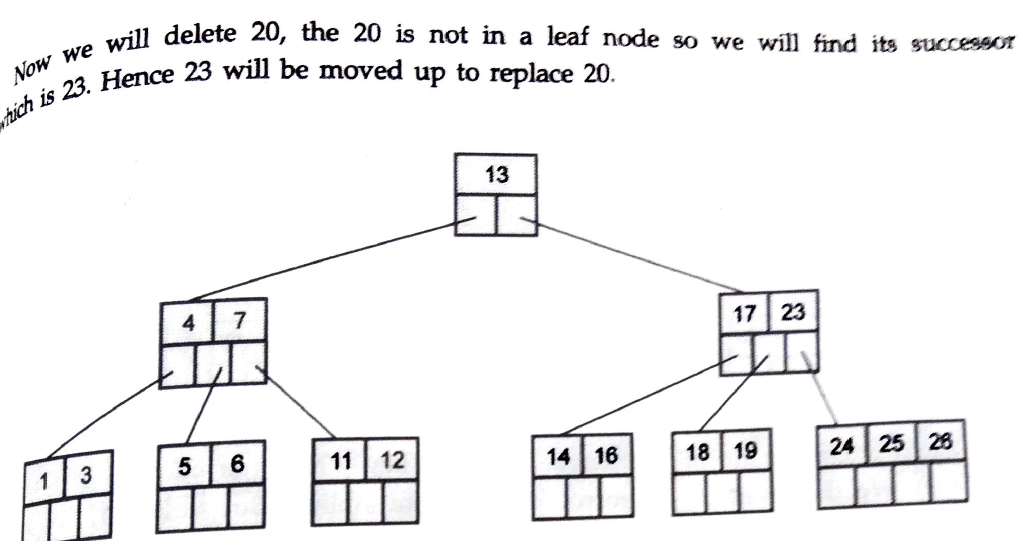 Now we will delete 20, the 20 is not in a leaf node so we will find its successor
which is 23. Hence 23 will be moved up to replace 20.
13
4 7
17 23
1 3
5 6
11 12
14 16
18 19
24 25 26